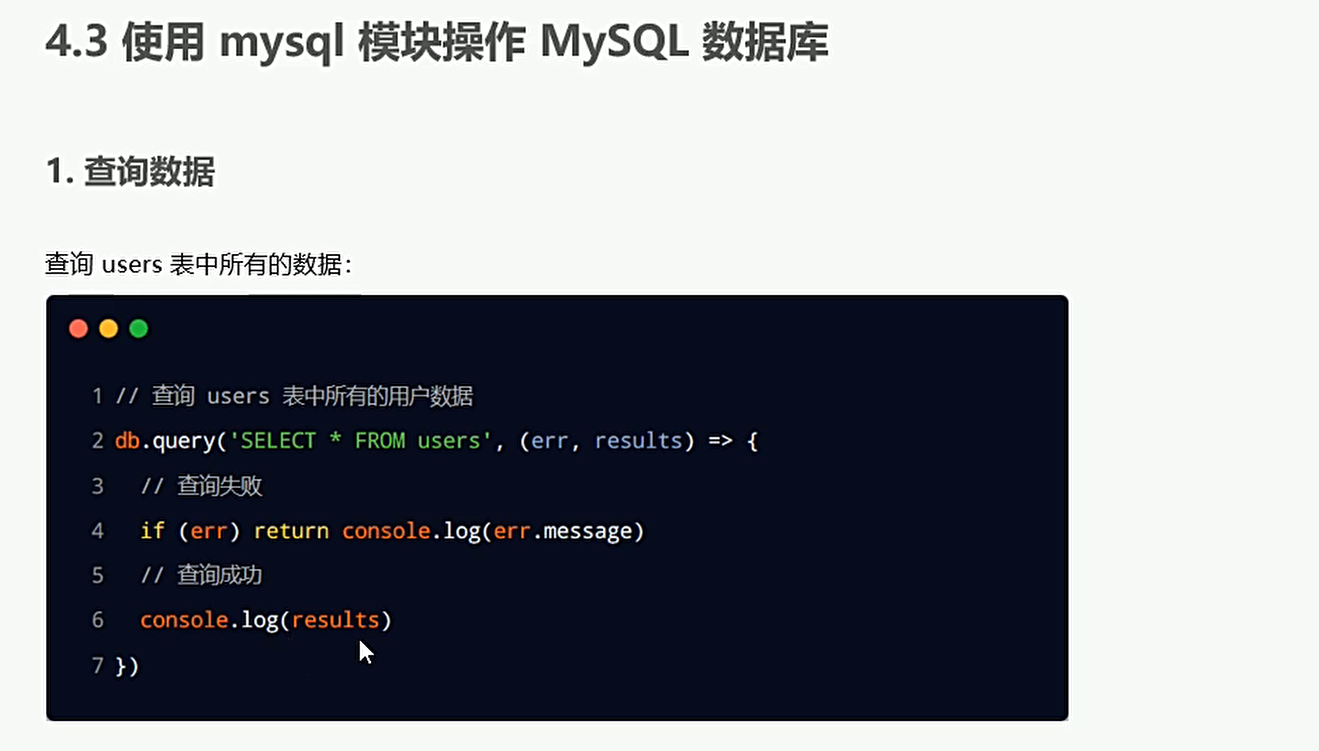 4.3 使用 mysql 模块操作 MySQL 数据库
1. 查询数据
查询 users 表中所有的数据：
1 // 查询 users 表中所有的用户数据
2 db.query('SELECT * FROM users', (err, results) => {
3   // 查询失败
4   if (err) return console.log(err.message)
5   // 查询成功
6   console.log(results)
7 })